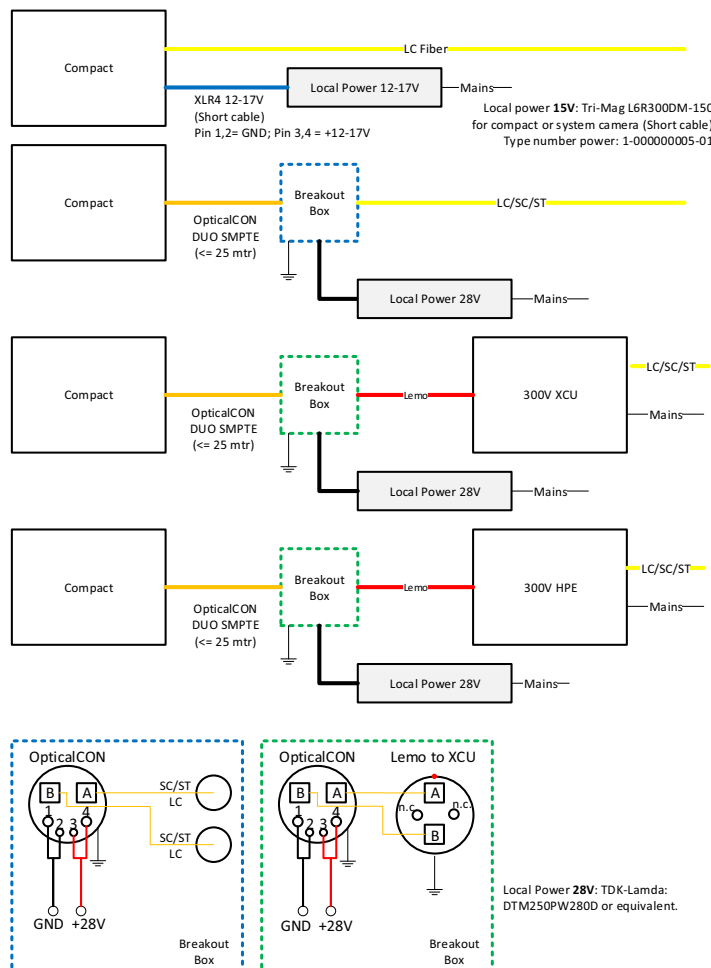 LC Fiber
Compact
Local Power 12-17V
Mains
XLR4 12-17V
(Short cable)
Pin 1,2= GND; Pin 3,4 = +12-17V
Local power 15V: Tri-Mag L6R300DM-150
for compact or system camera (Short cable)
Type number power: 1-000000005-01
Compact
Breakout
Box
LC/SC/ST
OpticalCON
DUO SMPTE
(<= 25 mtr)
Local Power 28V
Mains
Compact
Breakout
Box
Lemo
300V XCU
LC/SC/ST
Mains
OpticalCON
DUO SMPTE
(<= 25 mtr)
Local Power 28V
Mains
Compact
Breakout
Box
Lemo
300V HPE
LC/SC/ST
Mains
OpticalCON
DUO SMPTE
(<= 25 mtr)
Local Power 28V
Mains
OpticalCON
B A
1 2 3 4
SC/ST
LC
SC/ST
LC
GND +28V
Breakout
Box
OpticalCON
B A
1 2 3 4
GND +28V
Lemo to XCU
A
n.c. n.c.
B
Breakout
Box
Local Power 28V: TDK-Lamda:
DTM250PW280D or equivalent.